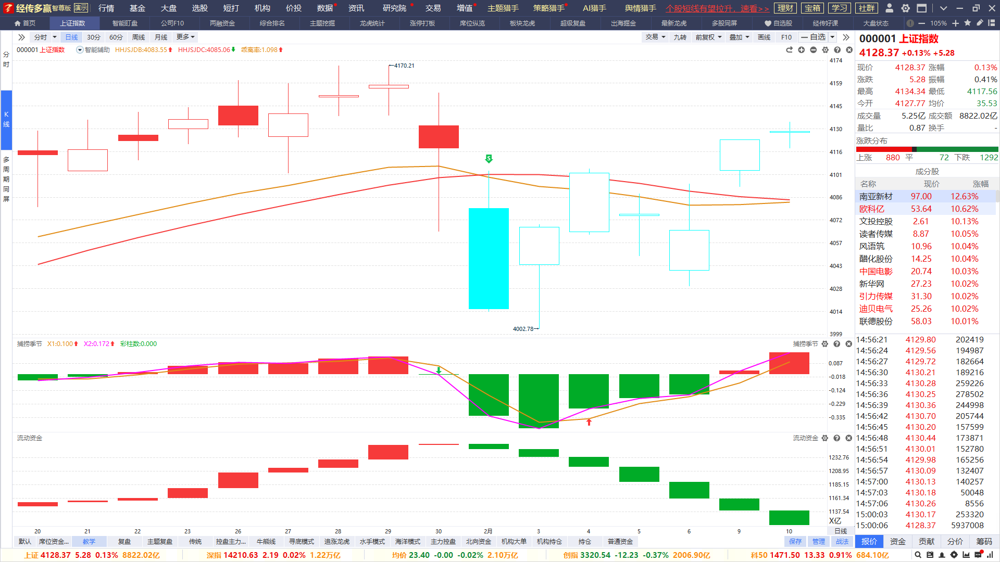 经传多赢 智尊版 演示 行情 基金 大盘 选股 短打 机构 价投 数据 资讯 研究院 交易 增值 主题猎手 策略猎手 AI猎手 舆情猎手 个股短线有望拉升，速看>> 理财 宝箱 学习 社群
首页 上证指数 智能盯盘 公司F10 两融资金 综合排名 主题挖掘 龙虎统计 涨停打板 席位纵览 板块龙虎 超级复盘 出海掘金 最新龙虎 多股同屏 自选股 经传好课 大盘状态 105%
分时 日线 30分 60分 周线 月线 更多 交易 九转 前复权 叠加 画线 F10 自选
分时
K线
多周期同屏
000001 上证指数 智能辅助 HHJSJDB:4083.55 HHJSJDC:4085.06 乖离率:1.098
4170.21
4002.78
S
4174
4159
4145
4130
4116
4101
4086
4072
4057
4043
4028
4014
3999
捕捞季节 X1:0.100 X2:0.172 彩柱数:0.000 捕捞季节
0.087
-0.018
-0.124
-0.229
-0.335
流动资金 流动资金
1232.76
1208.95
1185.15
1161.34
1137.54
X亿
20 21 22 23 26 27 28 29 30 2月 3 4 5 6 9 10 日线
默认 席位资金... 教学 复盘 主题复盘 传统 控盘主力... 牛能线 寻底模式 追涨龙虎 水手模式 海洋模式 主力控盘 北向资金 机构大单 机构持仓 持仓 普通资金 保存 管理 战法
000001 上证指数
4128.37 +0.13% +5.28
现价 4128.37 涨幅 0.13%
涨跌 5.28 振幅 0.41%
最高 4134.34 最低 4117.56
今开 4127.77 均价 35.53
成交量 5.25亿 成交额 8822.02亿
量比 0.87 换手 -
涨跌分布
上涨 880 平 72 下跌 1292
成分股
名称 现价 涨幅
南亚新材 97.00 12.63%
欧科亿 53.64 10.62%
文投控股 2.61 10.13%
读者传媒 8.87 10.05%
风语筑 10.96 10.04%
醋化股份 14.25 10.04%
中国电影 20.74 10.03%
新华网 27.23 10.02%
引力传媒 31.30 10.02%
迪贝电气 25.26 10.02%
联德股份 58.03 10.01%
14:56:21 4129.80 202419
14:56:24 4129.56 194987
14:56:27 4129.72 182664
14:56:30 4130.21 189216
14:56:33 4130.28 259226
14:56:36 4130.25 278502
14:56:39 4130.36 244998
14:56:42 4130.70 205744
14:56:45 4130.20 157599
14:56:48 4130.44 173871
14:56:51 4130.01 152780
14:56:54 4129.98 165256
14:56:57 4130.09 132407
14:57:00 4130.13 140257
14:57:03 4130.18 50048
14:57:06 4130.26 8556
15:00:03 4130.17 253320
15:00:06 4128.37 5937008
报价 资金 贡献 分价 筹码
上证 4128.37 5.28 0.13% 8822.02亿 深指 14210.63 2.19 0.02% 1.22万亿 均价 23.40 -0.00 -0.02% 2.10万亿 创指 3320.54 -12.23 -0.37% 2006.90亿 科50 1471.50 13.33 0.91% 684.10亿